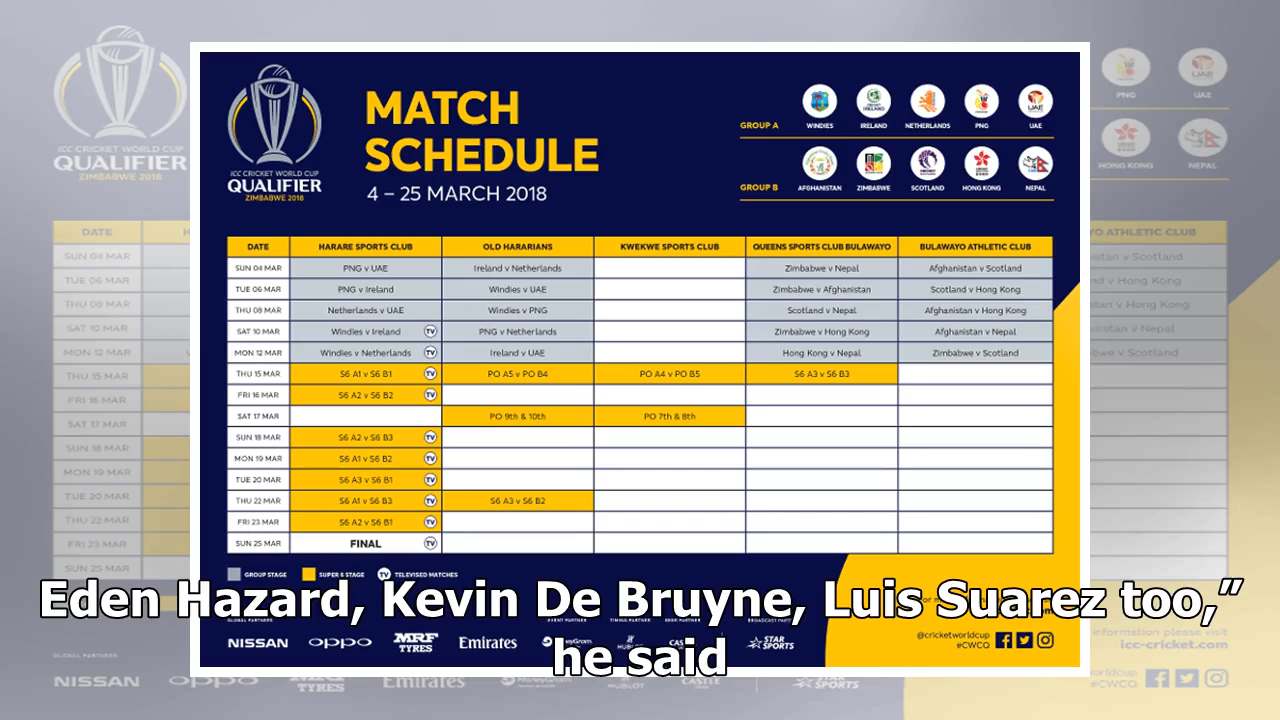 MATCH
SCHEDULE
4 – 25 MARCH 2018
ICC CRICKET WORLD CUP
QUALIFIER
ZIMBABWE 2018
GROUP A
WINDIES IRELAND NETHERLANDS PNG UAE
GROUP B
AFGHANISTAN ZIMBABWE SCOTLAND HONG KONG NEPAL
DATE HARARE SPORTS CLUB OLD HARARIANS KWEKWE SPORTS CLUB QUEENS SPORTS CLUB BULAWAYO BULAWAYO ATHLETIC CLUB
SUN 04 MAR PNG v UAE Ireland v Netherlands Zimbabwe v Nepal Afghanistan v Scotland
TUE 06 MAR PNG v Ireland Windies v UAE Zimbabwe v Afghanistan Scotland v Hong Kong
THU 08 MAR Netherlands v UAE Windies v PNG Scotland v Nepal Afghanistan v Hong Kong
SAT 10 MAR Windies v Ireland TV PNG v Netherlands Zimbabwe v Hong Kong Afghanistan v Nepal
MON 12 MAR Windies v Netherlands TV Ireland v UAE Hong Kong v Nepal Zimbabwe v Scotland
THU 15 MAR S6 A1 v S6 B1 TV PO A5 v PO B4 PO A4 v PO B5 S6 A3 v S6 B3
FRI 16 MAR S6 A2 v S6 B2 TV
SAT 17 MAR PO 9th & 10th PO 7th & 8th
SUN 18 MAR S6 A2 v S6 B3 TV
MON 19 MAR S6 A1 v S6 B2 TV
TUE 20 MAR S6 A3 v S6 B1 TV
THU 22 MAR S6 A1 v S6 B3 TV S6 A3 v S6 B2
FRI 23 MAR S6 A2 v S6 B1 TV
SUN 25 MAR FINAL TV
GROUP STAGE SUPER 6 STAGE TV TELEVISED MATCHES
Eden Hazard, Kevin De Bruyne, Luis Suarez too,”
he said
NISSAN oppo MRF TYRES Emirates STAR SPORTS
@cricketworldcup
#CWCQ
information please visit
icc-cricket.com